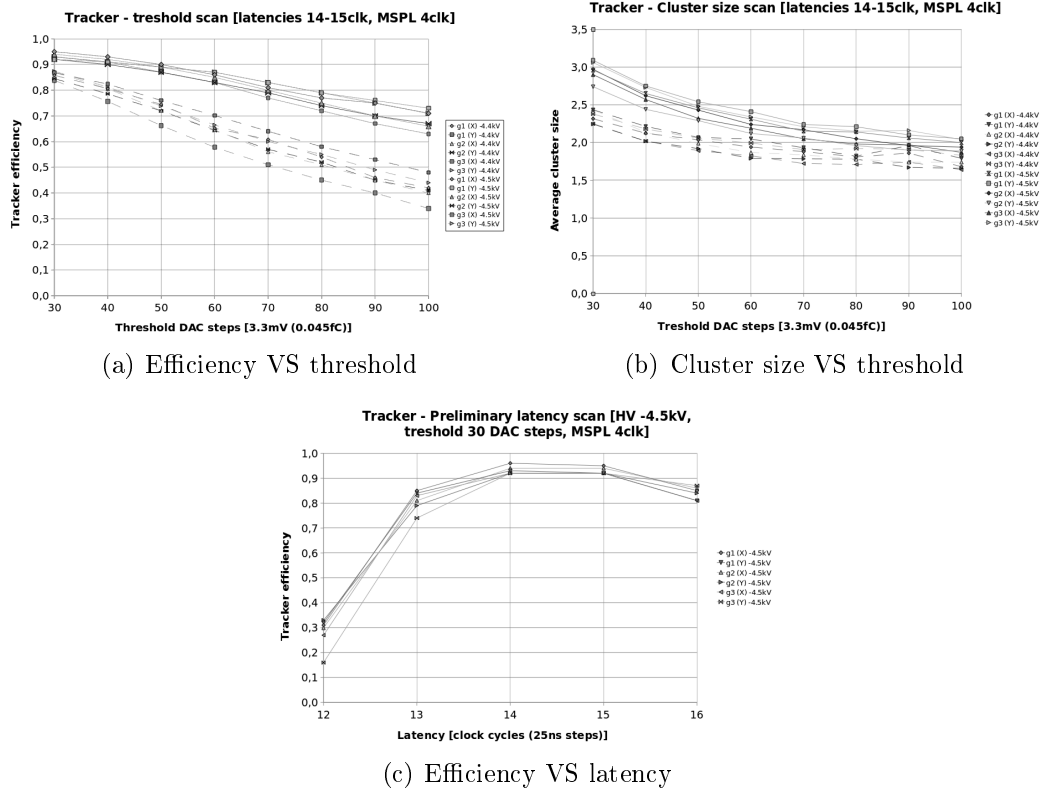 Tracker - treshold scan [latencies 14-15clk, MSPL 4clk]
1,0
0,9
0,8
0,7
0,6
0,5
0,4
0,3
0,2
0,1
0,0
Tracker efficiency
30 40 50 60 70 80 90 100
Threshold DAC steps [3.3mV (0.045fC)]
g1 (X) -4.4kV
g1 (Y) -4.4kV
g2 (X) -4.4kV
g2 (Y) -4.4kV
g3 (X) -4.4kV
g3 (Y) -4.4kV
g1 (X) -4.5kV
g1 (Y) -4.5kV
g2 (X) -4.5kV
g2 (Y) -4.5kV
g3 (X) -4.5kV
g3 (Y) -4.5kV
(a) Efficiency VS threshold
Tracker - Cluster size scan [latencies 14-15clk, MSPL 4clk]
3,5
3,0
2,5
2,0
1,5
1,0
0,5
0,0
Average cluster size
30 40 50 60 70 80 90 100
Treshold DAC steps [3.3mV (0.045fC)]
g1 (X) -4.4kV
g1 (Y) -4.4kV
g2 (X) -4.4kV
g2 (Y) -4.4kV
g3 (X) -4.4kV
g3 (Y) -4.4kV
g1 (X) -4.5kV
g1 (Y) -4.5kV
g2 (X) -4.5kV
g2 (Y) -4.5kV
g3 (X) -4.5kV
g3 (Y) -4.5kV
(b) Cluster size VS threshold
Tracker - Preliminary latency scan [HV -4.5kV,
treshold 30 DAC steps, MSPL 4clk]
1,0
0,9
0,8
0,7
0,6
0,5
0,4
0,3
0,2
0,1
0,0
Tracker efficiency
12 13 14 15 16
Latency [clock cycles (25ns steps)]
g1 (X) -4.5kV
g1 (Y) -4.5kV
g2 (X) -4.5kV
g2 (Y) -4.5kV
g3 (X) -4.5kV
g3 (Y) -4.5kV
(c) Efficiency VS latency